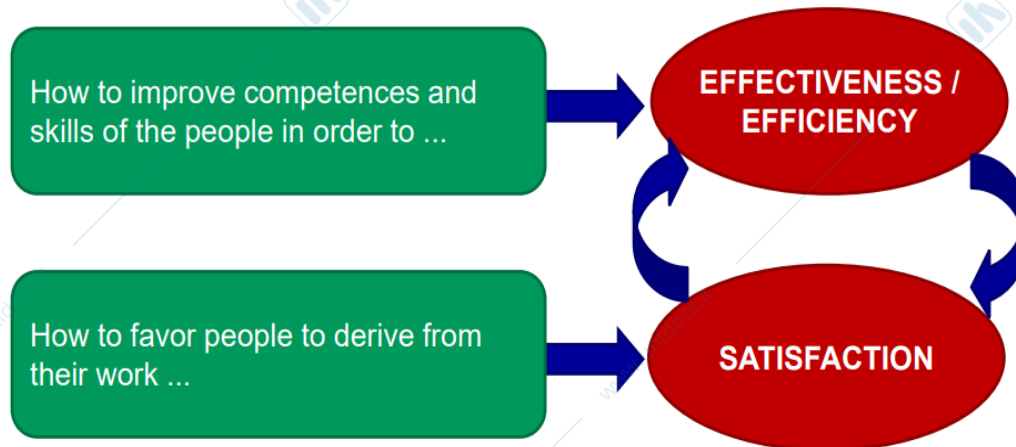 How to improve competences and
skills of the people in order to ...
EFFECTIVENESS /
EFFICIENCY
How to favor people to derive from
their work ...
SATISFACTION